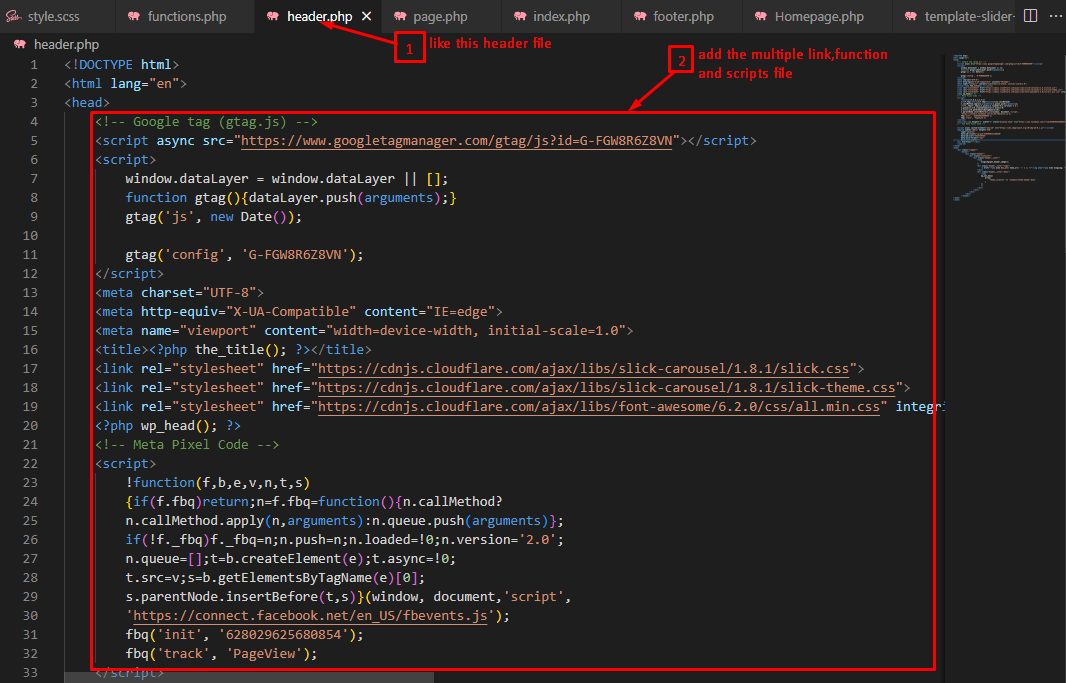 style.scss functions.php header.php × page.php index.php footer.php Homepage.php template-slider- ...
header.php
1 like this header file
2 add the multiple link,function
and scripts file
1 <!DOCTYPE html>
2 <html lang="en">
3 <head>
4 <!-- Google tag (gtag.js) -->
5 <script async src="https://www.googletagmanager.com/gtag/js?id=G-FGW8R6Z8VN"></script>
6 <script>
7 window.dataLayer = window.dataLayer || [];
8 function gtag(){dataLayer.push(arguments);}
9 gtag('js', new Date());
10
11 gtag('config', 'G-FGW8R6Z8VN');
12 </script>
13 <meta charset="UTF-8">
14 <meta http-equiv="X-UA-Compatible" content="IE=edge">
15 <meta name="viewport" content="width=device-width, initial-scale=1.0">
16 <title><?php the_title(); ?></title>
17 <link rel="stylesheet" href="https://cdnjs.cloudflare.com/ajax/libs/slick-carousel/1.8.1/slick.css">
18 <link rel="stylesheet" href="https://cdnjs.cloudflare.com/ajax/libs/slick-carousel/1.8.1/slick-theme.css">
19 <link rel="stylesheet" href="https://cdnjs.cloudflare.com/ajax/libs/font-awesome/6.2.0/css/all.min.css" integri
20 <?php wp_head(); ?>
21 <!-- Meta Pixel Code -->
22 <script>
23 !function(f,b,e,v,n,t,s)
24 {if(f.fbq)return;n=f.fbq=function(){n.callMethod?
25 n.callMethod.apply(n,arguments):n.queue.push(arguments)};
26 if(!f._fbq)f._fbq=n;n.push=n;n.loaded=!0;n.version='2.0';
27 n.queue=[];t=b.createElement(e);t.async=!0;
28 t.src=v;s=b.getElementsByTagName(e)[0];
29 s.parentNode.insertBefore(t,s)}(window, document,'script',
30 'https://connect.facebook.net/en_US/fbevents.js');
31 fbq('init', '628029625680854');
32 fbq('track', 'PageView');
33 </script>